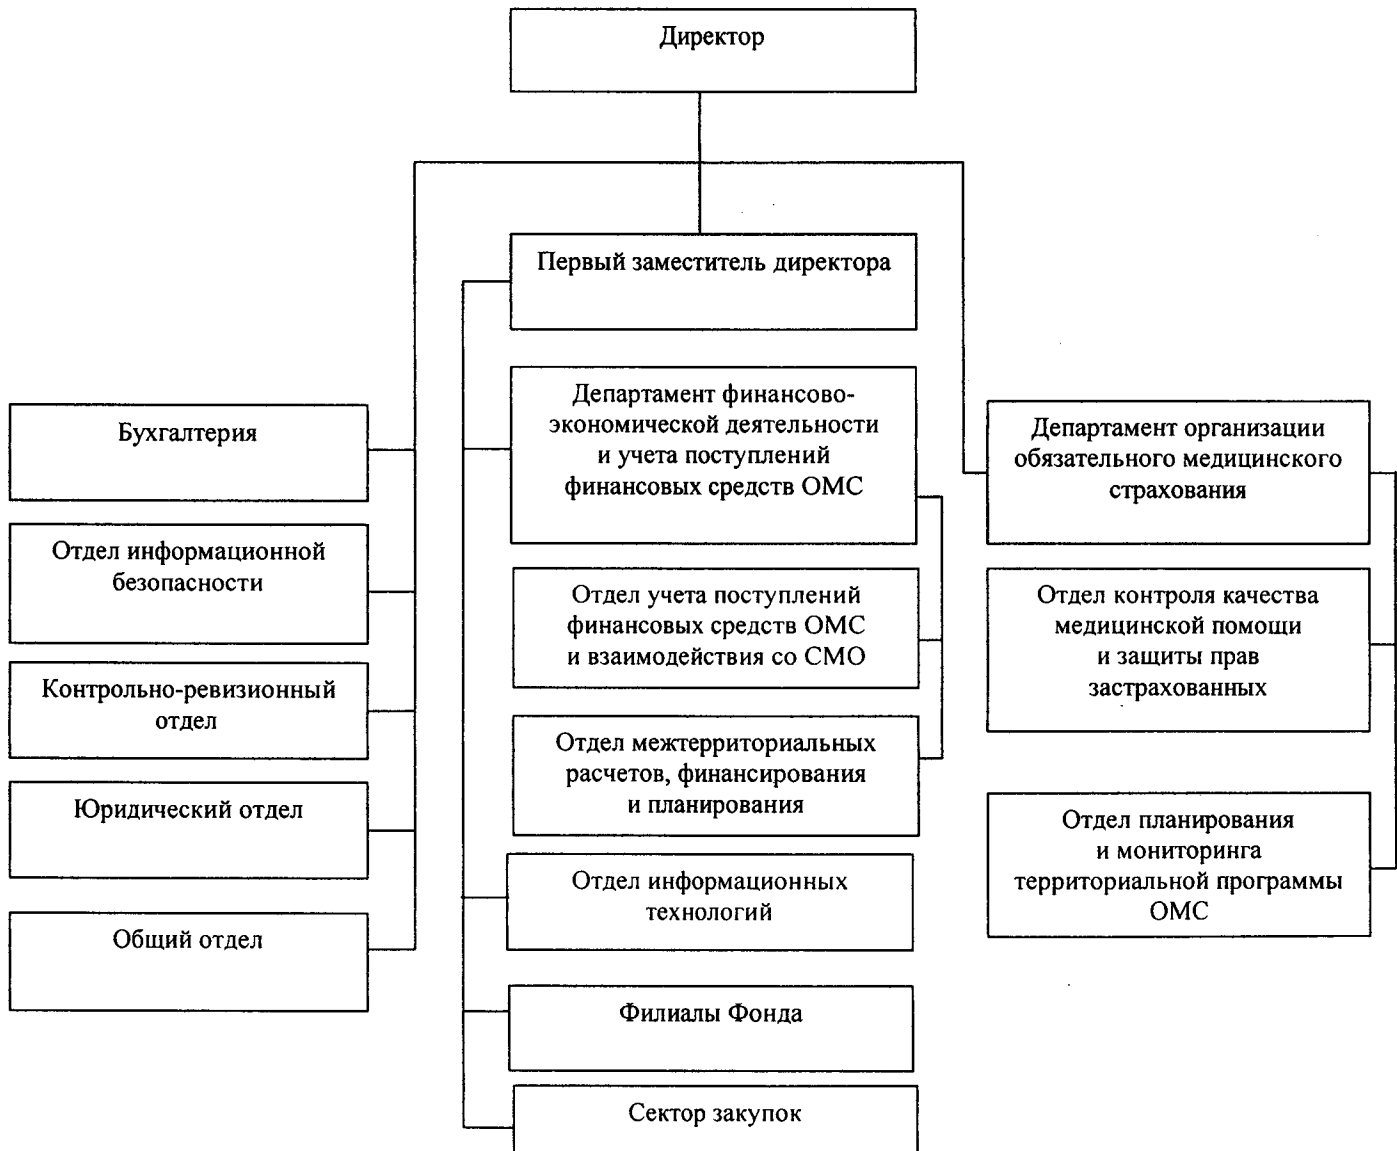 Директор
Первый заместитель директора
Бухгалтерия
Отдел информационной
безопасности
Контрольно-ревизионный
отдел
Юридический отдел
Общий отдел
Департамент финансово-
экономической деятельности
и учета поступлений
финансовых средств ОМС
Отдел учета поступлений
финансовых средств ОМС
и взаимодействия со СМО
Отдел межтерриториальных
расчетов, финансирования
и планирования
Отдел информационных
технологий
Филиалы Фонда
Сектор закупок
Департамент организации
обязательного медицинского
страхования
Отдел контроля качества
медицинской помощи
и защиты прав
застрахованных
Отдел планирования
и мониторинга
территориальной программы
ОМС